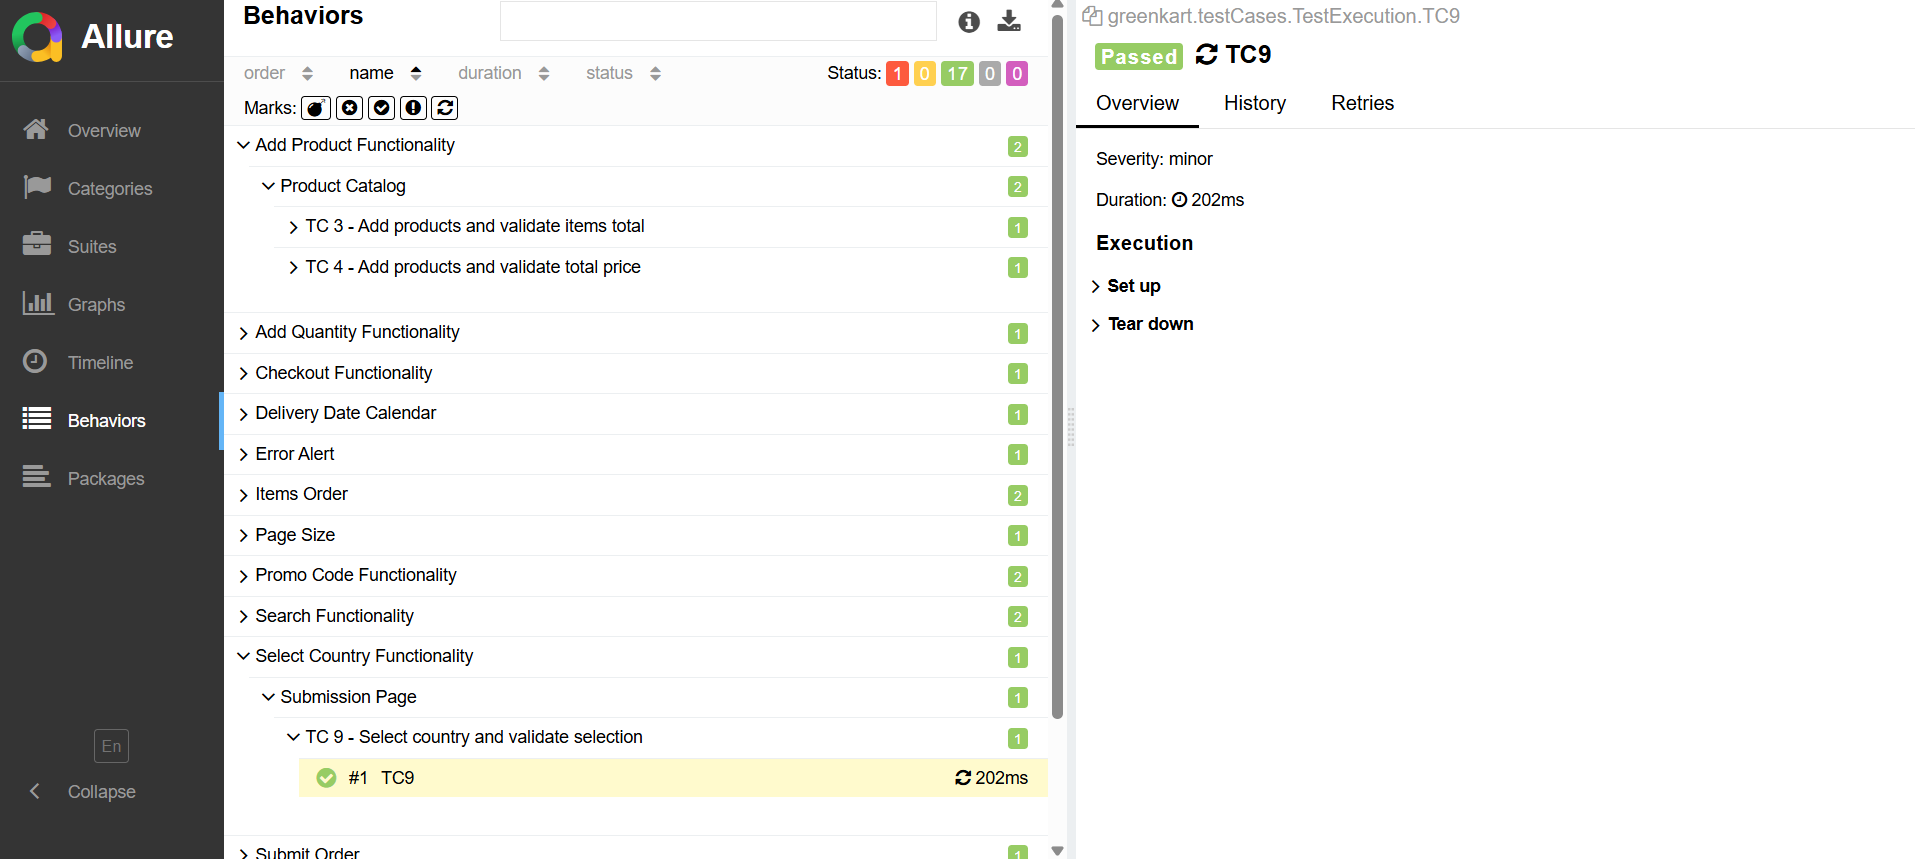 Allure
Overview
Categories
Suites
Graphs
Timeline
Behaviors
Packages
En
Collapse
Behaviors
order name duration status Status: 1 0 17 0 0
Marks:
Add Product Functionality 2
Product Catalog 2
TC 3 - Add products and validate items total 1
TC 4 - Add products and validate total price 1
Add Quantity Functionality 1
Checkout Functionality 1
Delivery Date Calendar 1
Error Alert 1
Items Order 2
Page Size 1
Promo Code Functionality 2
Search Functionality 2
Select Country Functionality 1
Submission Page 1
TC 9 - Select country and validate selection 1
#1 TC9 202ms
Submit Order 1
greenkart.testCases.TestExecution.TC9
Passed TC9
Overview History Retries
Severity: minor
Duration: 202ms
Execution
Set up
Tear down